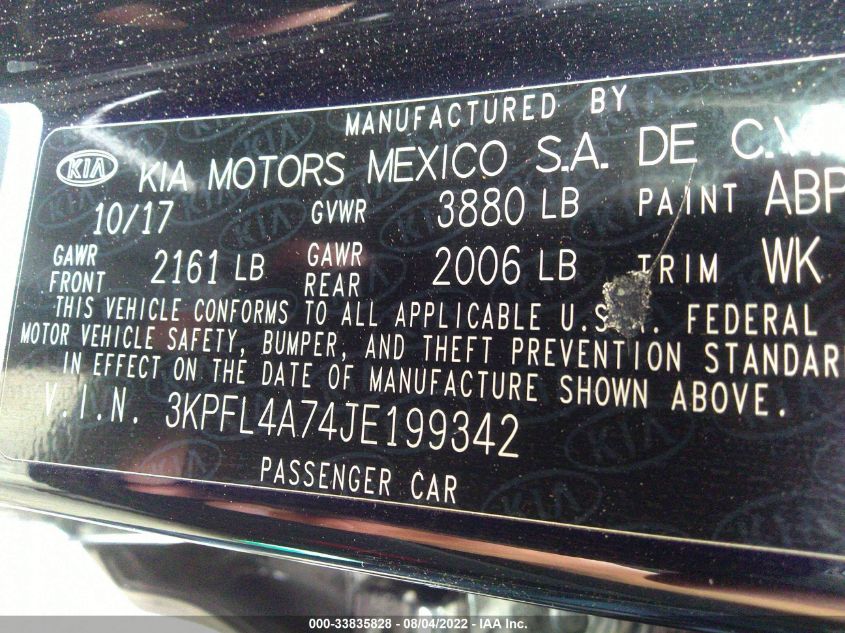 MANUFACTURED BY
KIA KIA MOTORS MEXICO S.A. DE C.V.
10/17 GVWR 3880 LB PAINT ABP
GAWR FRONT 2161 LB GAWR REAR 2006 LB TRIM WK
THIS VEHICLE CONFORMS TO ALL APPLICABLE U.S.A. FEDERAL
MOTOR VEHICLE SAFETY, BUMPER, AND THEFT PREVENTION STANDAR
IN EFFECT ON THE DATE OF MANUFACTURE SHOWN ABOVE.
V.I.N. 3KPFL4A74JE199342
PASSENGER CAR
000-33835828 - 08/04/2022 - IAA Inc.